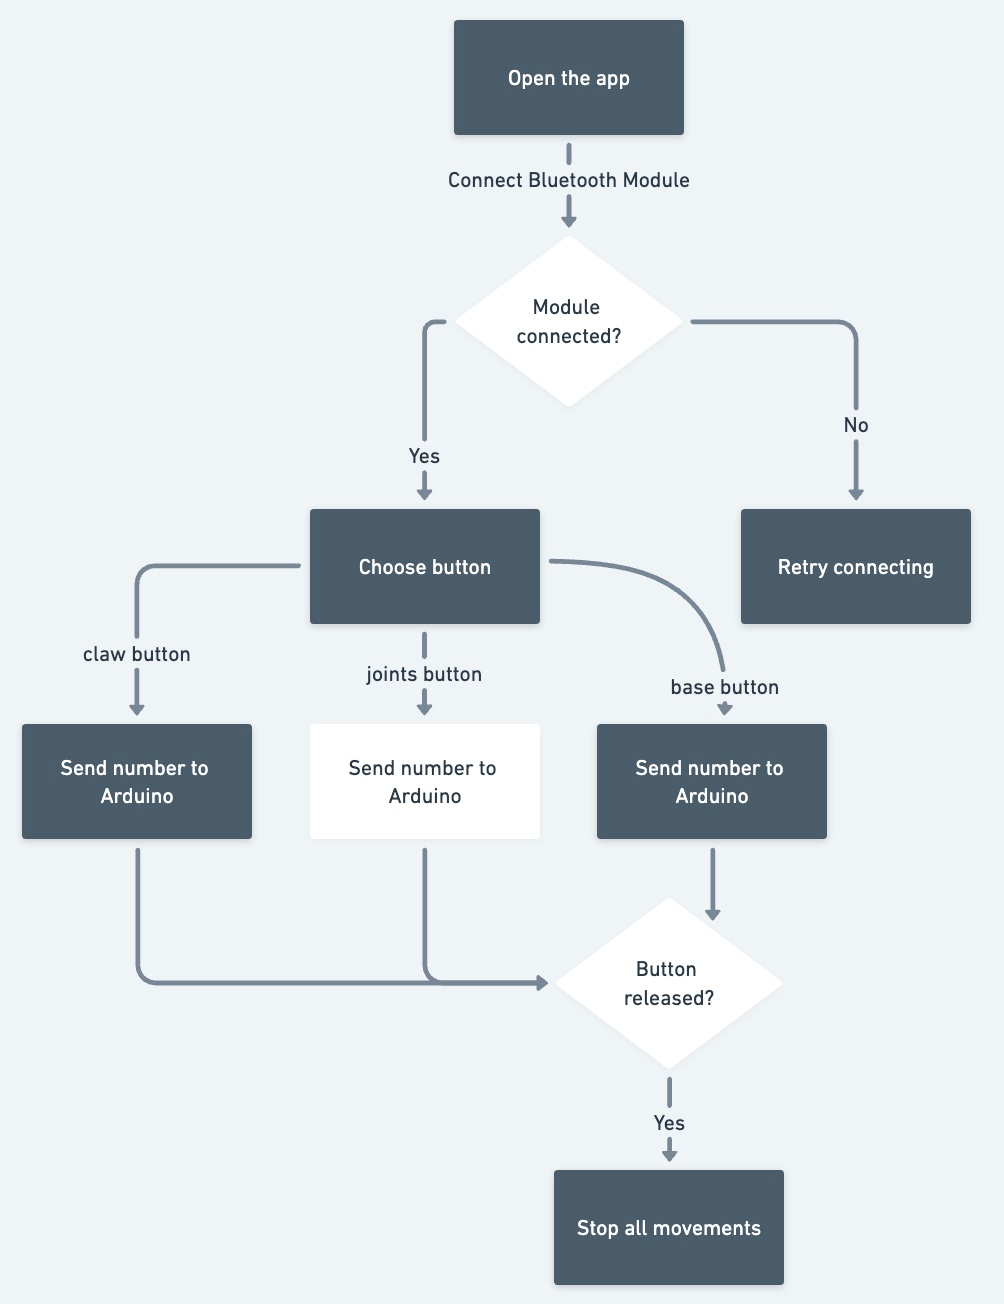 Open the app
Connect Bluetooth Module
Module
connected?
No
Yes
Choose button
Retry connecting
claw button
joints button
base button
Send number to
Arduino
Send number to
Arduino
Send number to
Arduino
Button
released?
Yes
Stop all movements